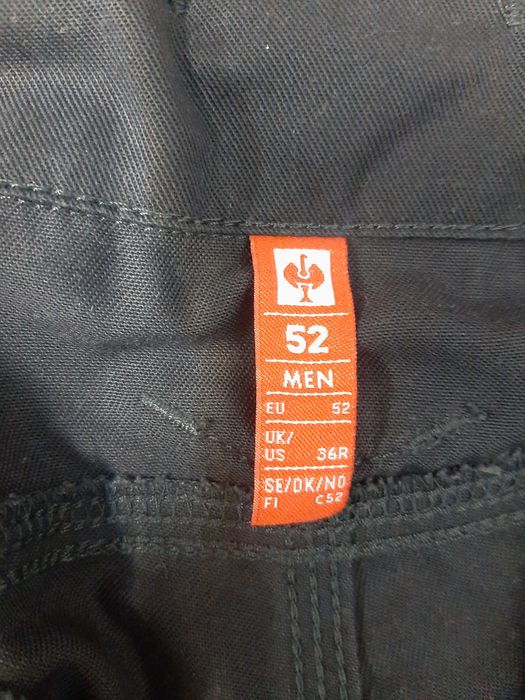 52
MEN
EU 52
UK/
US 36R
SE/DK/NO
FI C52